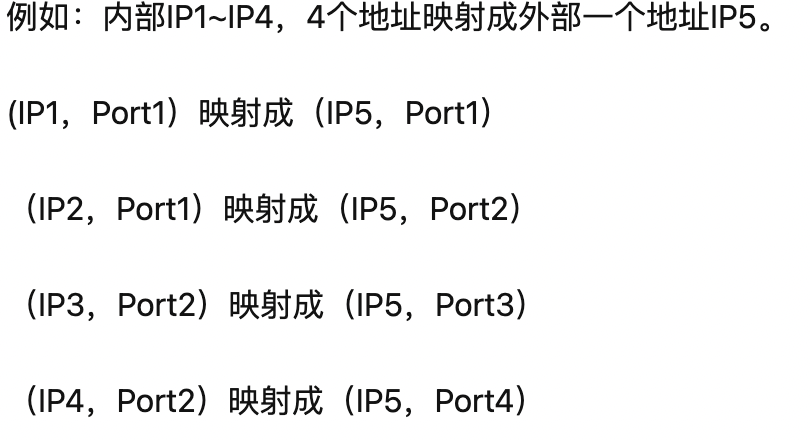 例如：内部IP1~IP4，4个地址映射成外部一个地址IP5。
(IP1，Port1）映射成（IP5，Port1）
（IP2，Port1）映射成（IP5，Port2）
（IP3，Port2）映射成（IP5，Port3）
（IP4，Port2）映射成（IP5，Port4）